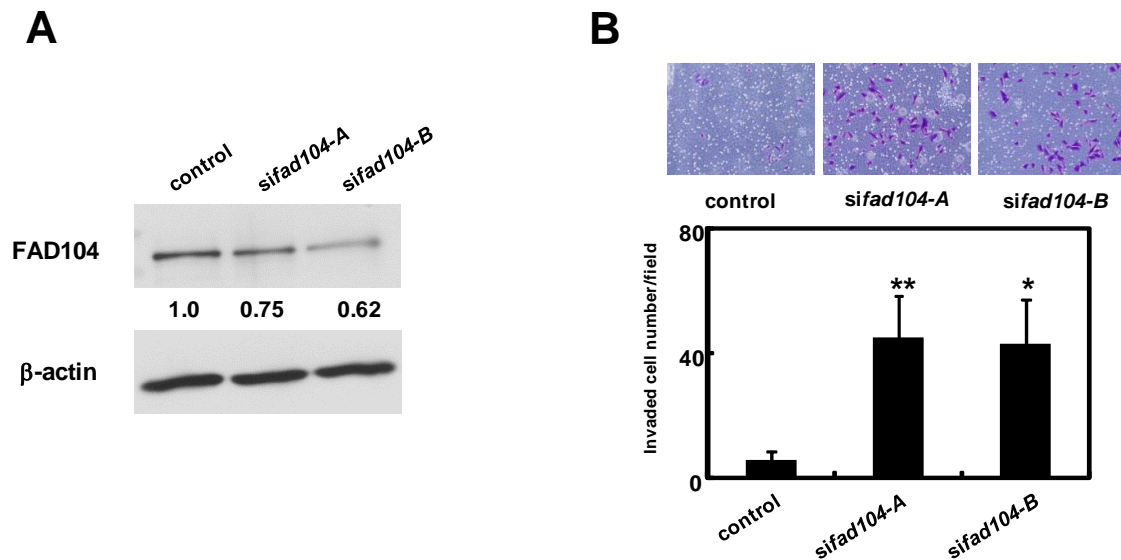 A
control sifad104-A sifad104-B
FAD104
1.0 0.75 0.62
β-actin
B
control sifad104-A sifad104-B
80
40
0
Invaded cell number/field
** *
control sifad104-A sifad104-B